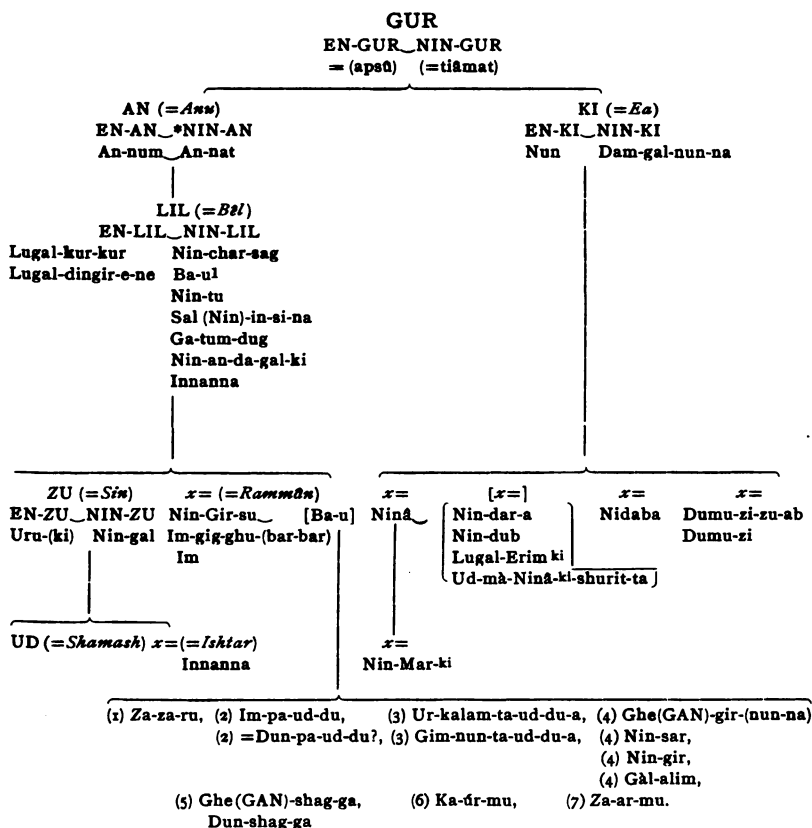 GUR
EN-GUR‿NIN-GUR
= (apsû) (=tiâmat)
AN (=Anu) KI (=Ea)
EN-AN‿*NIN-AN EN-KI‿NIN-KI
An-num‿An-nat Nun Dam-gal-nun-na
LIL (=Bêl)
EN-LIL‿NIN-LIL
Lugal-kur-kur Nin-char-sag
Lugal-dingir-e-ne Ba-u1
Nin-tu
Sal (Nin)-in-si-na
Ga-tum-dug
Nin-an-da-gal-ki
Innanna
ZU (=Sin) x= (=Rammân) x= [x=] x= x=
EN-ZU‿NIN-ZU Nin-Gir-su‿ [Ba-u] Ninâ‿ Nin-dar-a Nidaba Dumu-zi-zu-ab
Uru-(ki) Nin-gal Im-gig-ghu-(bar-bar) Nin-dub Dumu-zi
Im Lugal-Erim ki
Ud-mà-Ninâ-ki-shurit-ta
UD (=Shamash) x=(=Ishtar) x=
Innanna Nin-Mar-ki
(1) Za-za-ru, (2) Im-pa-ud-du, (3) Ur-kalam-ta-ud-du-a, (4) Ghe(GAN)-gir-(nun-na)
(2) =Dun-pa-ud-du?, (3) Gim-nun-ta-ud-du-a, (4) Nin-sar,
(4) Nin-gir,
(4) Gàl-alim,
(5) Ghe(GAN)-shag-ga, (6) Ka-úr-mu, (7) Za-ar-mu.
Dun-shag-ga